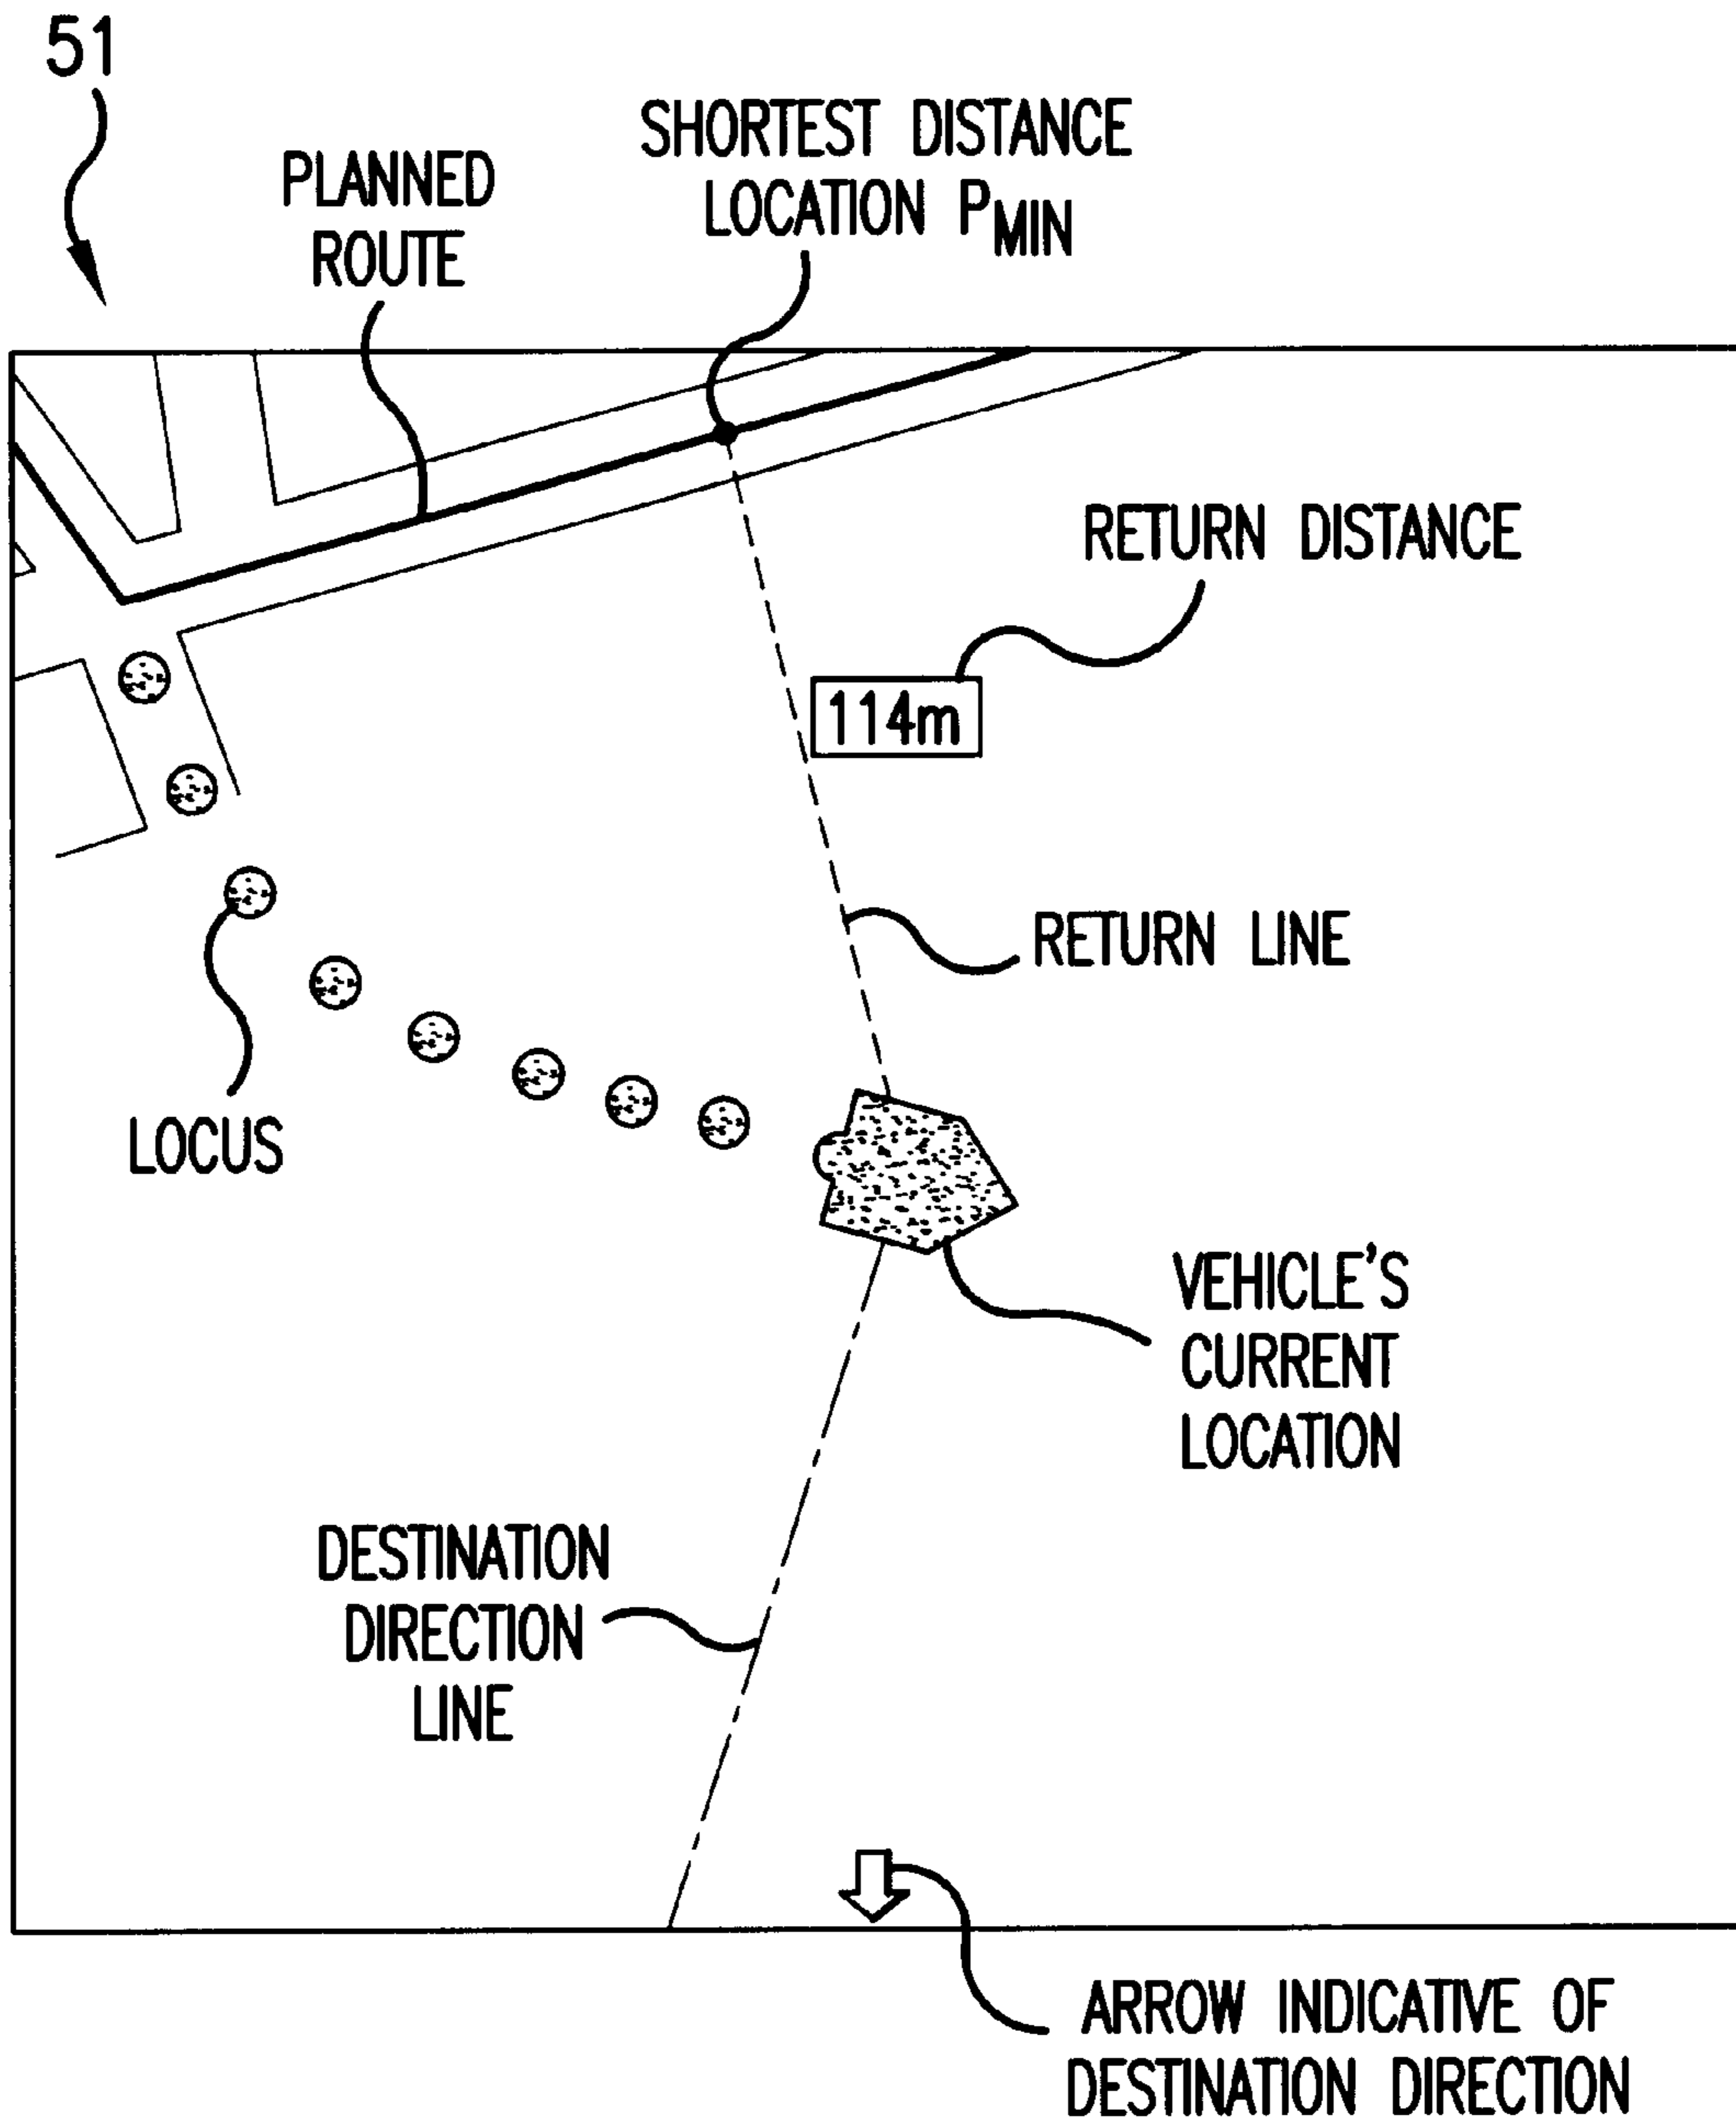 51
PLANNED
ROUTE
SHORTEST DISTANCE
LOCATION PMIN
RETURN DISTANCE
114m
RETURN LINE
LOCUS
VEHICLE'S
CURRENT
LOCATION
DESTINATION
DIRECTION
LINE
ARROW INDICATIVE OF
DESTINATION DIRECTION